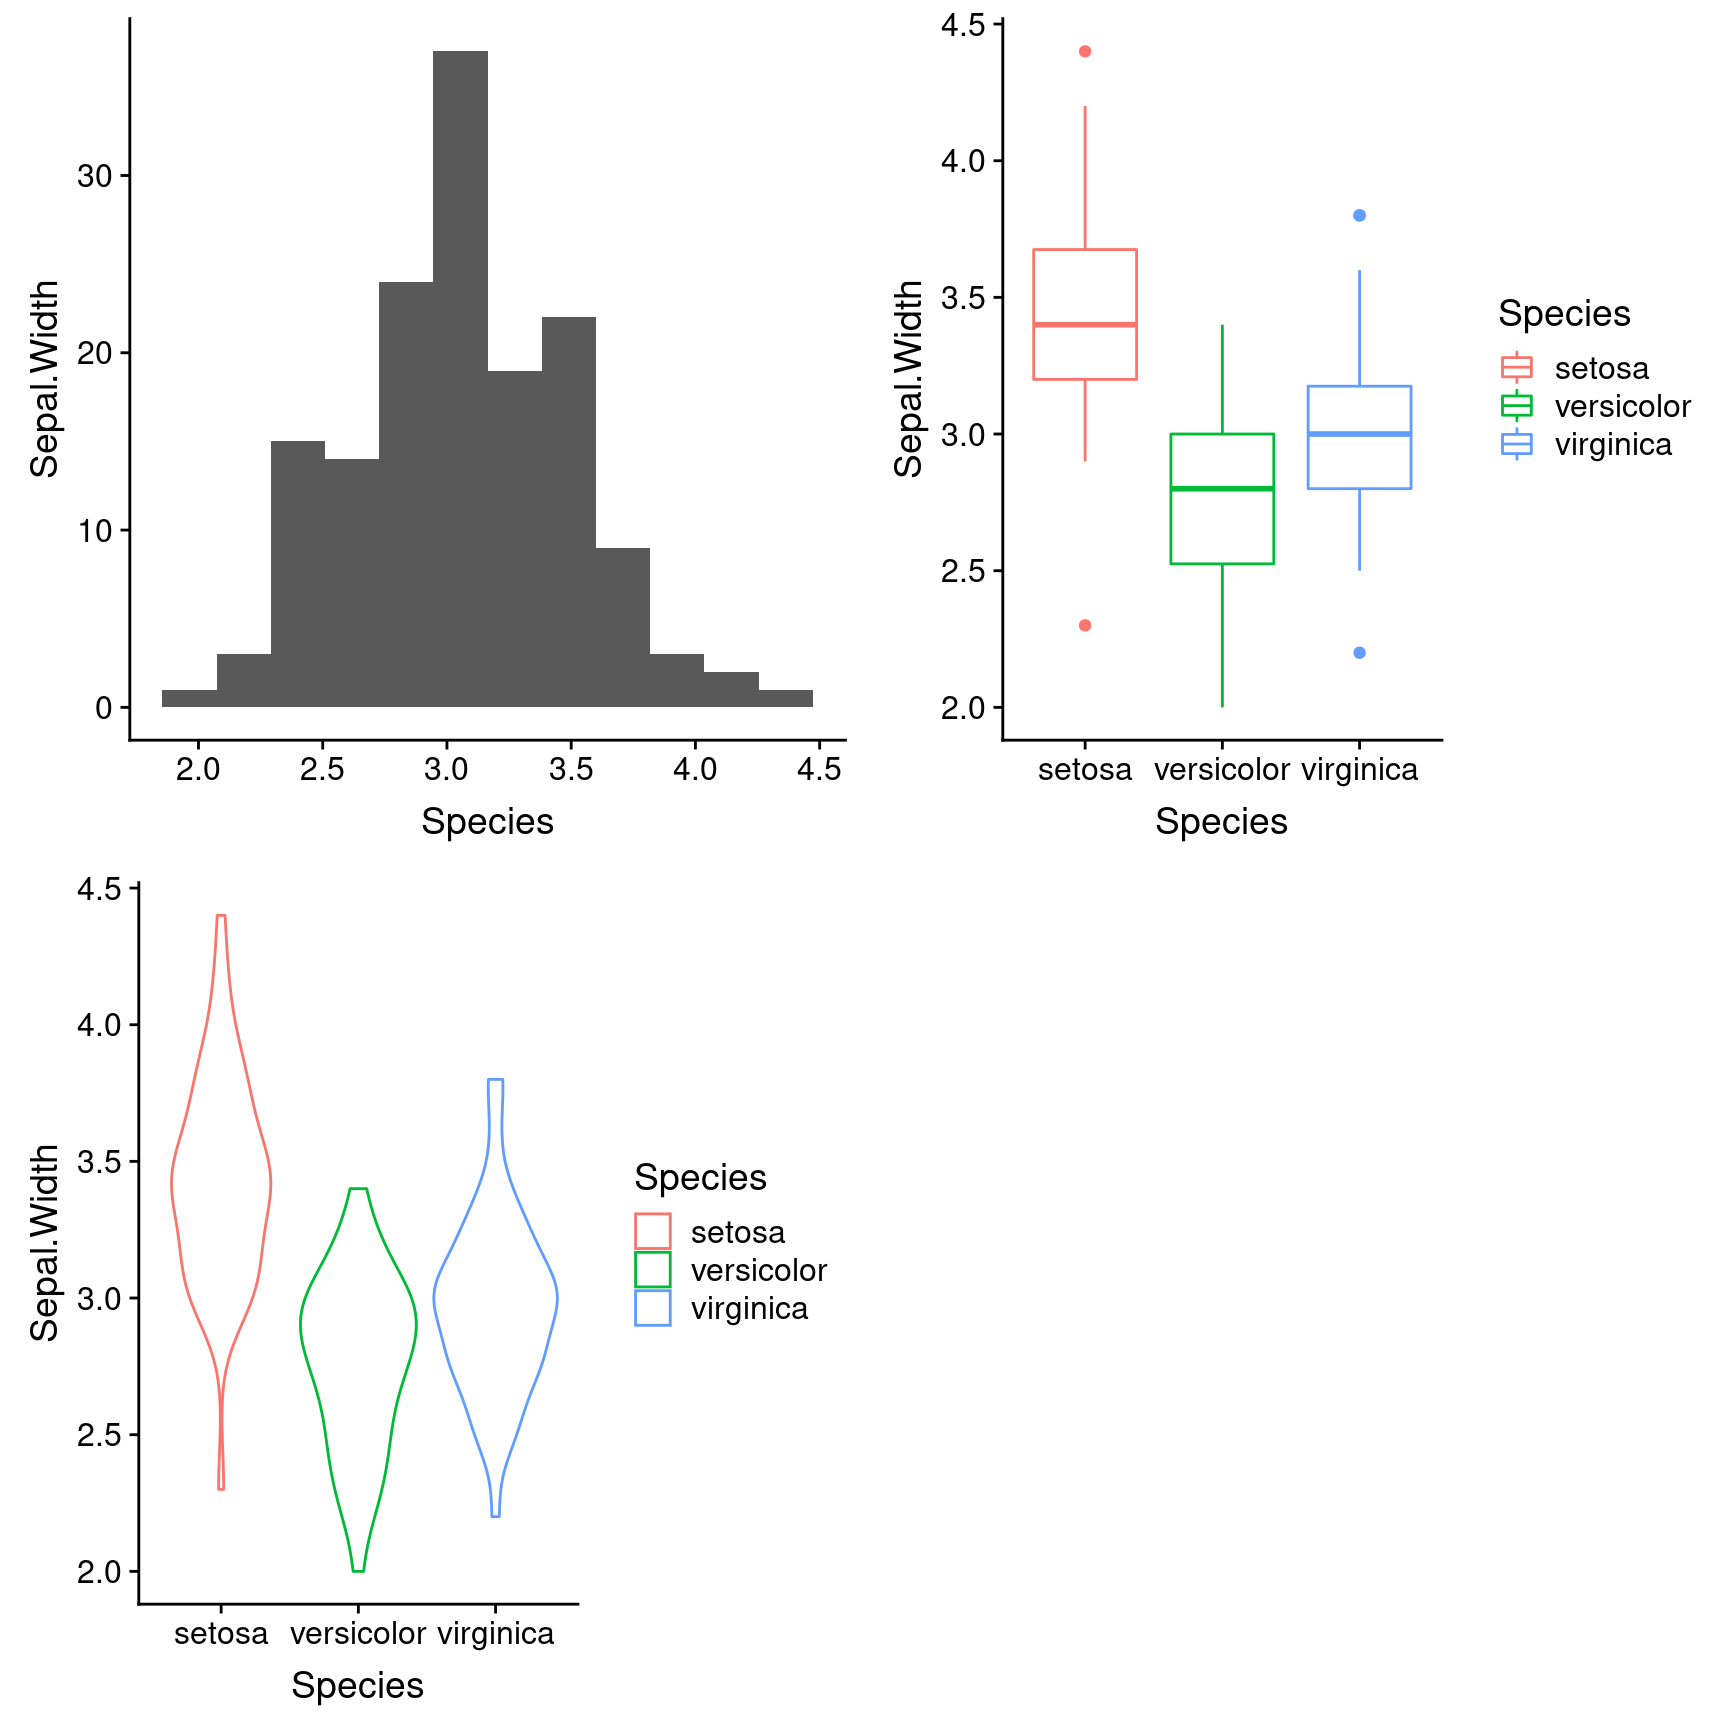 Sepal.Width
30
20
10
0
2.0 2.5 3.0 3.5 4.0 4.5
Species
Sepal.Width
4.5
4.0
3.5
3.0
2.5
2.0
setosa versicolor virginica
Species
Species
setosa
versicolor
virginica
Sepal.Width
4.5
4.0
3.5
3.0
2.5
2.0
setosa versicolor virginica
Species
Species
setosa
versicolor
virginica